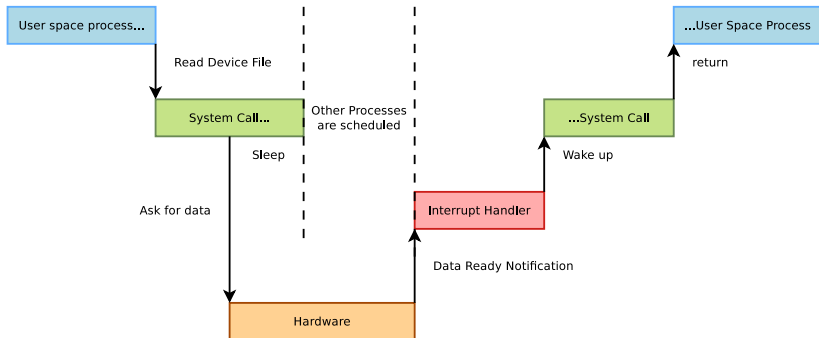 User space process...
...User Space Process
Read Device File
return
System Call...
Other Processes
are scheduled
...System Call
Sleep
Wake up
Ask for data
Interrupt Handler
Data Ready Notification
Hardware